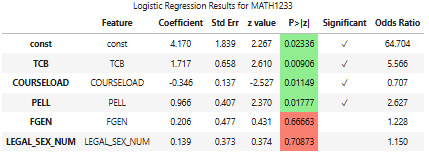 Logistic Regression Results for MATH1233
Feature Coefficient Std Err z value P>|z| Significant Odds Ratio
const const 4.170 1.839 2.267 0.02336 ✓ 64.704
TCB TCB 1.717 0.658 2.610 0.00906 ✓ 5.566
COURSELOAD COURSELOAD -0.346 0.137 -2.527 0.01149 ✓ 0.707
PELL PELL 0.966 0.407 2.370 0.01777 ✓ 2.627
FGEN FGEN 0.206 0.477 0.431 0.66663 1.228
LEGAL_SEX_NUM LEGAL_SEX_NUM 0.139 0.373 0.374 0.70873 1.150